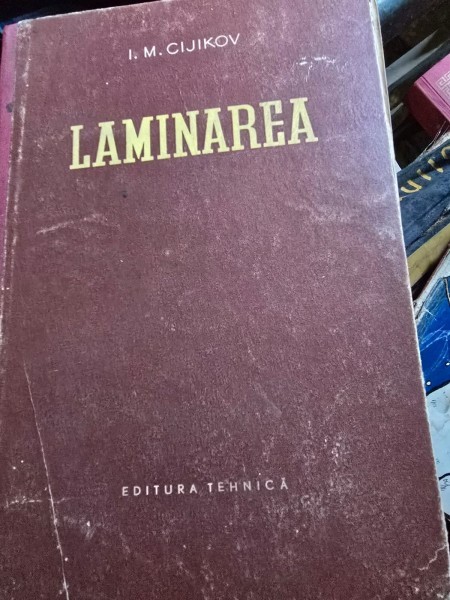 I. M. CIJIKOV
LAMINAREA
EDITURA TEHNICĂ